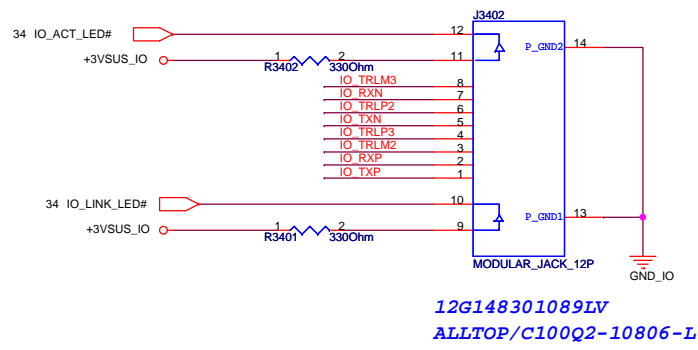 J3402
34 IO_ACT_LED# 12
P_GND2 14
+3VSUS_IO 1 2 11
R3402 330Ohm
IO_TRLM3 8
IO_RXN 7
IO_TRLP2 6
IO_TXN 5
IO_TRLP3 4
IO_TRLM2 3
IO_RXP 2
IO_TXP 1
34 IO_LINK_LED# 10
P_GND1 13
+3VSUS_IO 1 2 9
R3401 330Ohm
MODULAR_JACK_12P
GND_IO
12G148301089LV
ALLTOP/C100Q2-10806-L